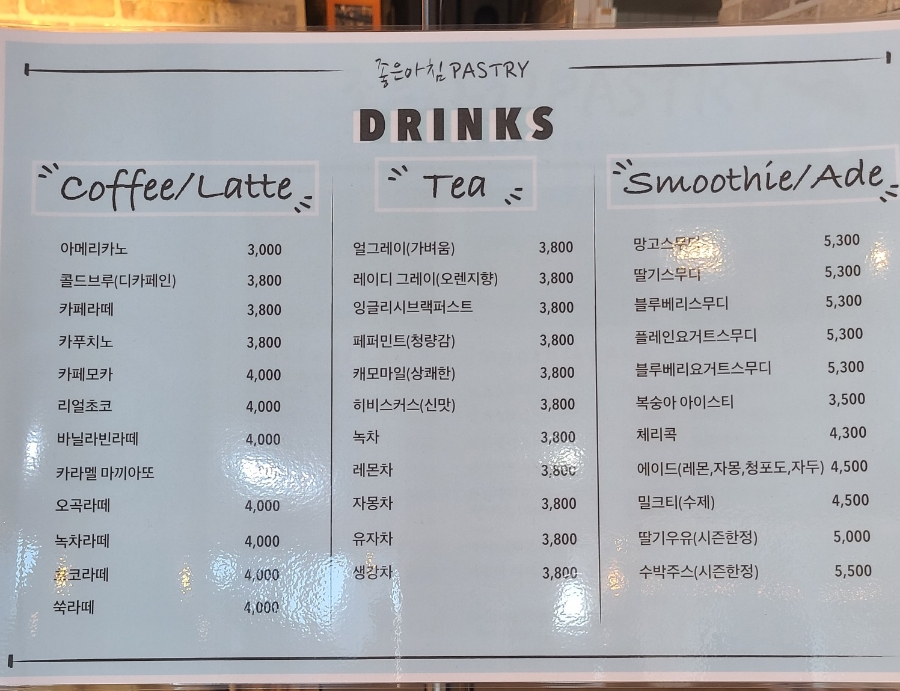 좋은아침 PASTRY
DRINKS
Coffee/Latte
아메리카노 3,000
콜드브루(디카페인) 3,800
카페라떼 3,800
카푸치노 3,800
카페모카 4,000
리얼초코 4,000
바닐라빈라떼 4,000
카라멜 마끼아또
오곡라떼 4,000
녹차라떼 4,000
4,000
쑥라떼 4,000
Tea
얼그레이(가벼움) 3,800
레이디 그레이(오렌지향) 3,800
잉글리시브랙퍼스트 3,800
페퍼민트(청량감) 3,800
캐모마일(상쾌한) 3,800
히비스커스(신맛) 3,800
녹차 3,800
레몬차 3,800
자몽차 3,800
유자차 3,800
생강차 3,800
Smoothie/Ade
망고스무디 5,300
딸기스무디 5,300
블루베리스무디 5,300
플레인요거트스무디 5,300
블루베리요거트스무디 5,300
복숭아 아이스티 3,500
체리콕 4,300
에이드(레몬,자몽,청포도,자두) 4,500
밀크티(수제) 4,500
딸기우유(시즌한정) 5,000
수박주스(시즌한정) 5,500